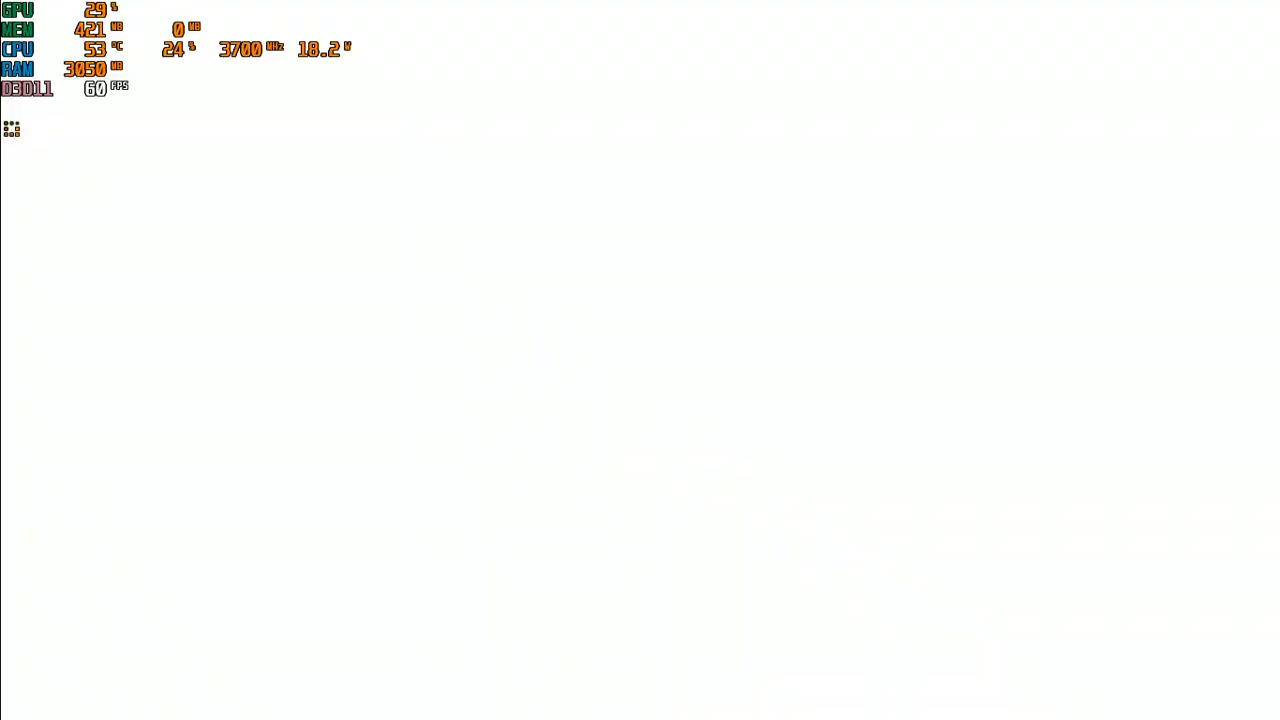 GPU 29 %
MEM 421 MB 0 MB
CPU 53 °C 24 % 3700 MHz 18.2 W
RAM 3050 MB
D3D11 60 FPS